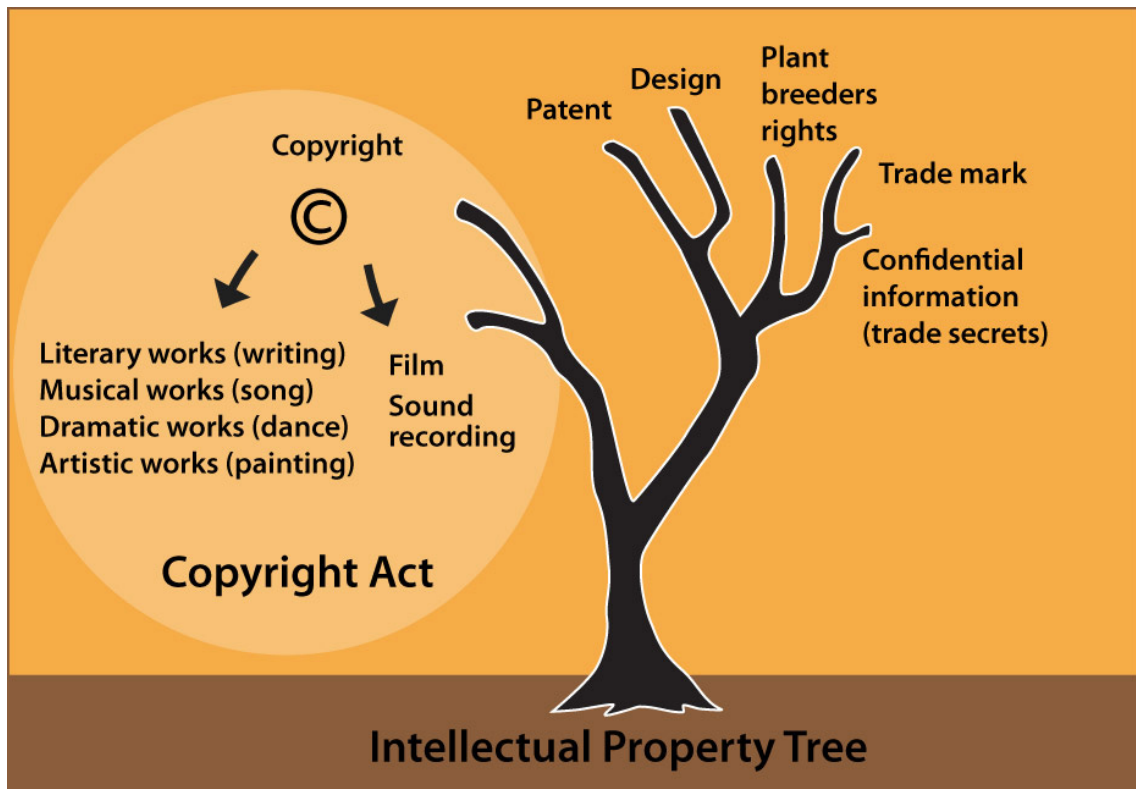 Copyright
©
Literary works (writing)
Musical works (song)
Dramatic works (dance)
Artistic works (painting)
Film
Sound
recording
Copyright Act
Patent
Design
Plant
breeders
rights
Trade mark
Confidential
information
(trade secrets)
Intellectual Property Tree